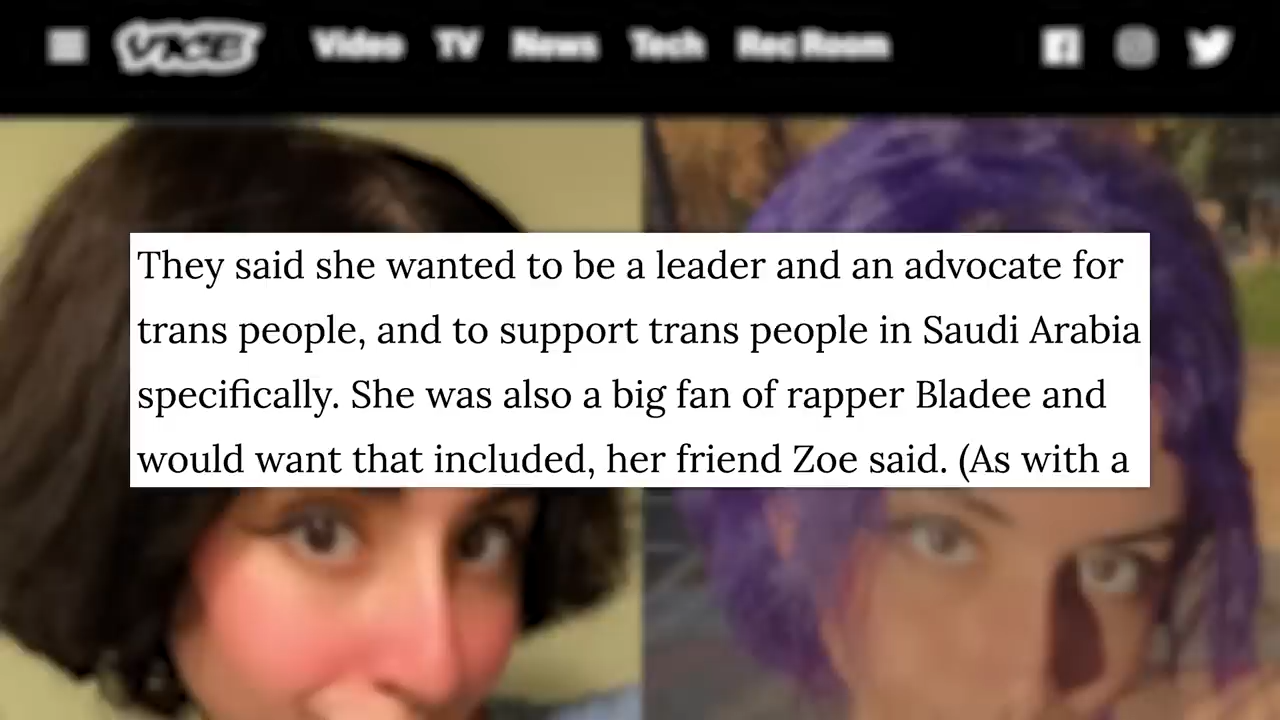 VICE Video TV News Tech Rec Room
They said she wanted to be a leader and an advocate for
trans people, and to support trans people in Saudi Arabia
specifically. She was also a big fan of rapper Bladee and
would want that included, her friend Zoe said. (As with a